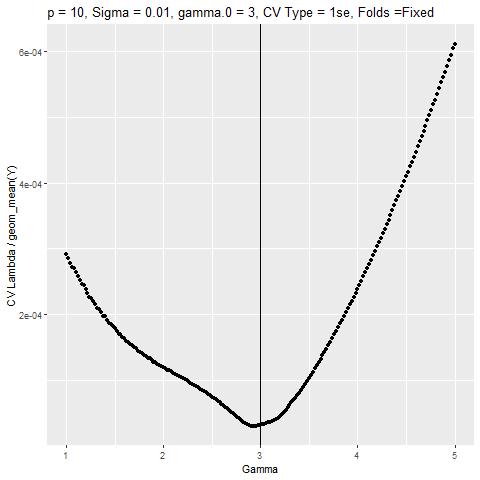 p = 10, Sigma = 0.01, gamma.0 = 3, CV Type = 1se, Folds =Fixed
6e-04
4e-04
2e-04
CV Lambda / geom_mean(Y)
1 2 3 4 5
Gamma